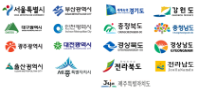 서울특별시 부산광역시 경기도 강원도
대구광역시 인천광역시 충청북도 충청남도
광주광역시 대전광역시 경상북도 경상남도
울산광역시 세종특별자치시 전라북도 전라남도
제주특별자치도